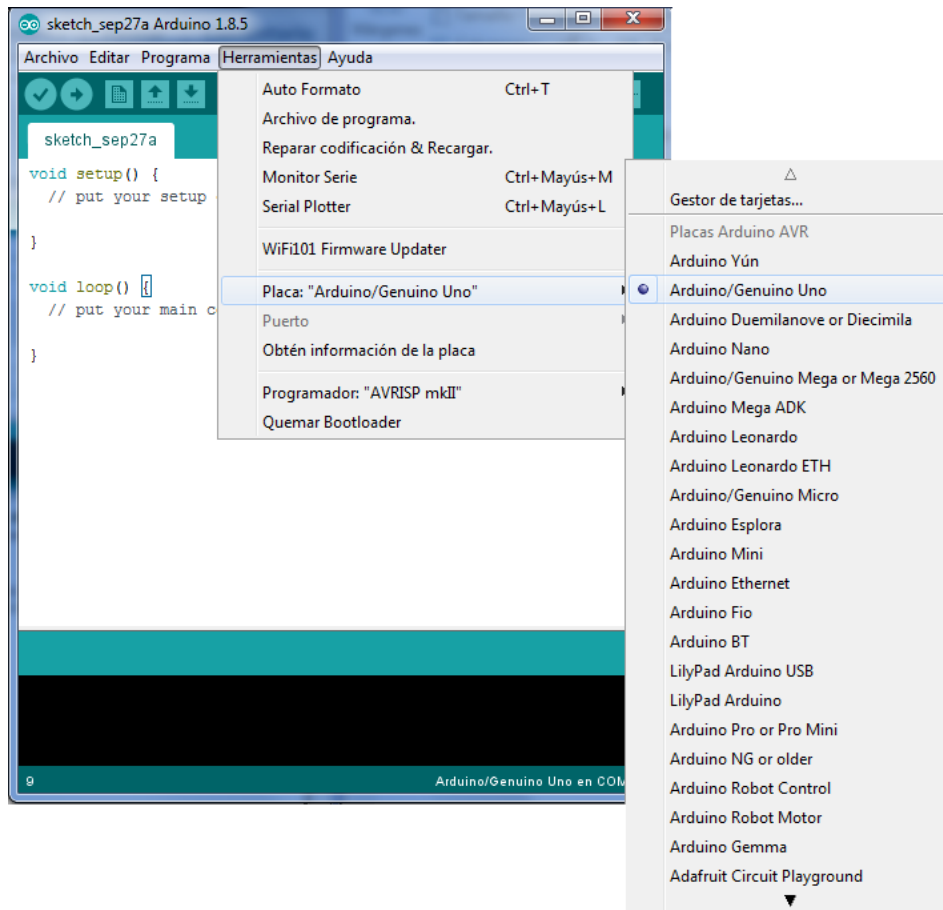 sketch_sep27a Arduino 1.8.5
Archivo Editar Programa Herramientas Ayuda
sketch_sep27a
void setup() {
// put your setup
}
void loop() {
// put your main c
}
Auto Formato Ctrl+T
Archivo de programa.
Reparar codificación & Recargar.
Monitor Serie Ctrl+Mayús+M
Serial Plotter Ctrl+Mayús+L
WiFi101 Firmware Updater
Placa: "Arduino/Genuino Uno"
Puerto
Obtén información de la placa
Programador: "AVRISP mkII"
Quemar Bootloader
Gestor de tarjetas...
Placas Arduino AVR
Arduino Yún
Arduino/Genuino Uno
Arduino Duemilanove or Diecimila
Arduino Nano
Arduino/Genuino Mega or Mega 2560
Arduino Mega ADK
Arduino Leonardo
Arduino Leonardo ETH
Arduino/Genuino Micro
Arduino Esplora
Arduino Mini
Arduino Ethernet
Arduino Fio
Arduino BT
LilyPad Arduino USB
LilyPad Arduino
Arduino Pro or Pro Mini
Arduino NG or older
Arduino Robot Control
Arduino Robot Motor
Arduino Gemma
Adafruit Circuit Playground
9 Arduino/Genuino Uno en COM